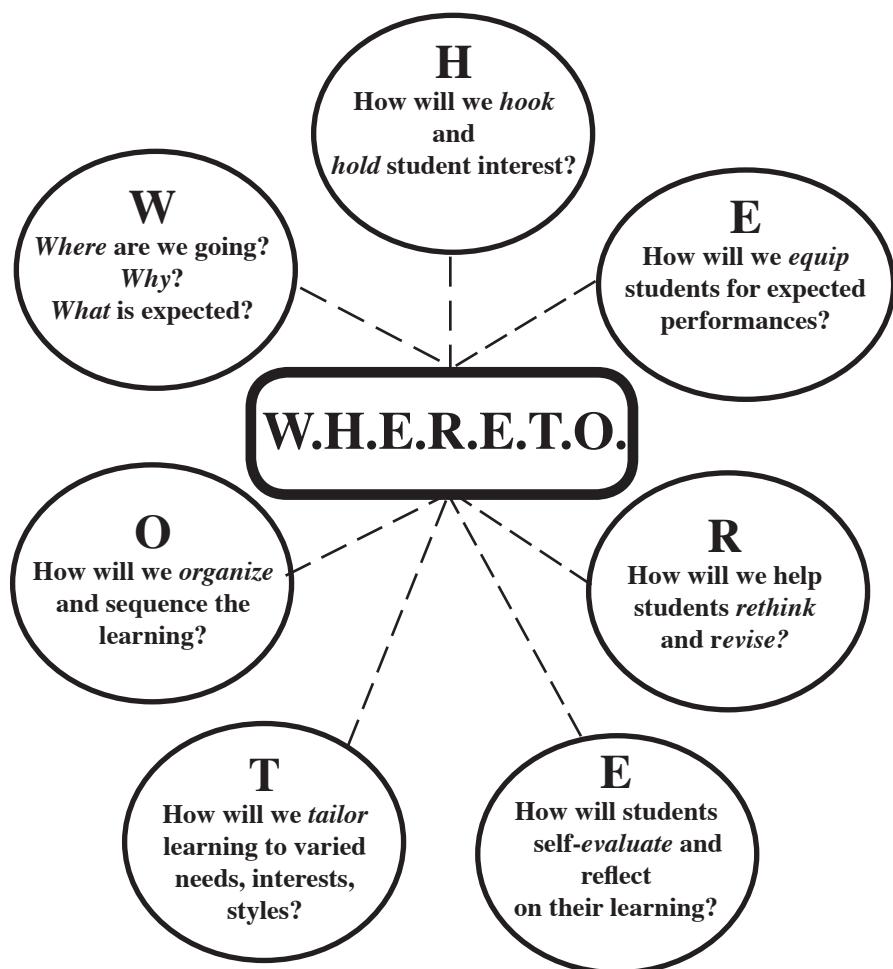 H
How will we hook
and
hold student interest?
W
Where are we going?
Why?
What is expected?
E
How will we equip
students for expected
performances?
W.H.E.R.E.T.O.
O
How will we organize
and sequence the
learning?
R
How will we help
students rethink
and revise?
T
How will we tailor
learning to varied
needs, interests,
styles?
E
How will students
self-evaluate and
reflect
on their learning?